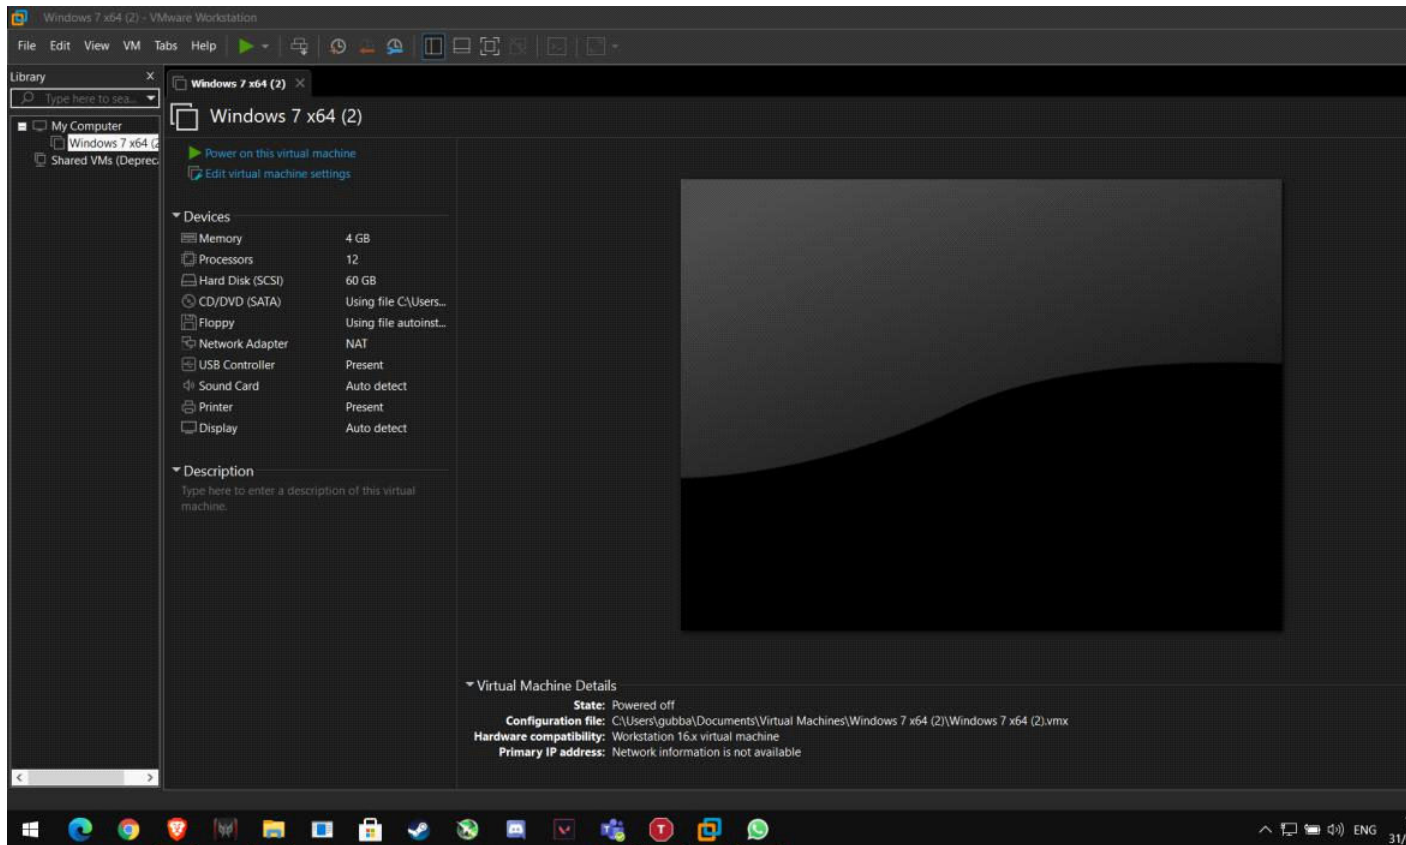 Windows 7 x64 (2) - VMware Workstation
File Edit View VM Tabs Help
Library X
Type here to sea...
My Computer
Windows 7 x64 (2
Shared VMs (Depreca
Windows 7 x64 (2) ×
Windows 7 x64 (2)
Power on this virtual machine
Edit virtual machine settings
Devices
Memory 4 GB
Processors 12
Hard Disk (SCSI) 60 GB
CD/DVD (SATA) Using file C:\Users...
Floppy Using file autoinst...
Network Adapter NAT
USB Controller Present
Sound Card Auto detect
Printer Present
Display Auto detect
Description
Type here to enter a description of this virtual
machine.
Virtual Machine Details
State: Powered off
Configuration file: C:\Users\gubba\Documents\Virtual Machines\Windows 7 x64 (2)\Windows 7 x64 (2).vmx
Hardware compatibility: Workstation 16.x virtual machine
Primary IP address: Network information is not available
ENG
31/